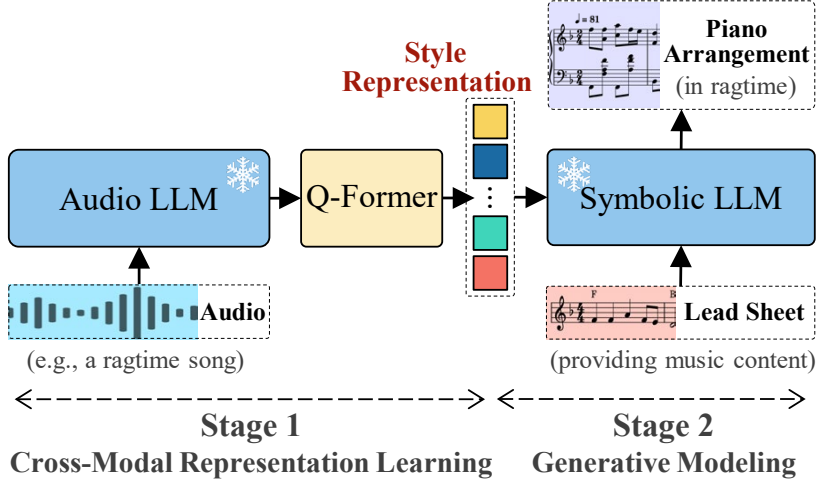 ♩ = 81
Piano
Arrangement
(in ragtime)
Style
Representation
Audio LLM
Q-Former
Symbolic LLM
Audio
F
B
Lead Sheet
(e.g., a ragtime song)
(providing music content)
Stage 1
Cross-Modal Representation Learning
Stage 2
Generative Modeling